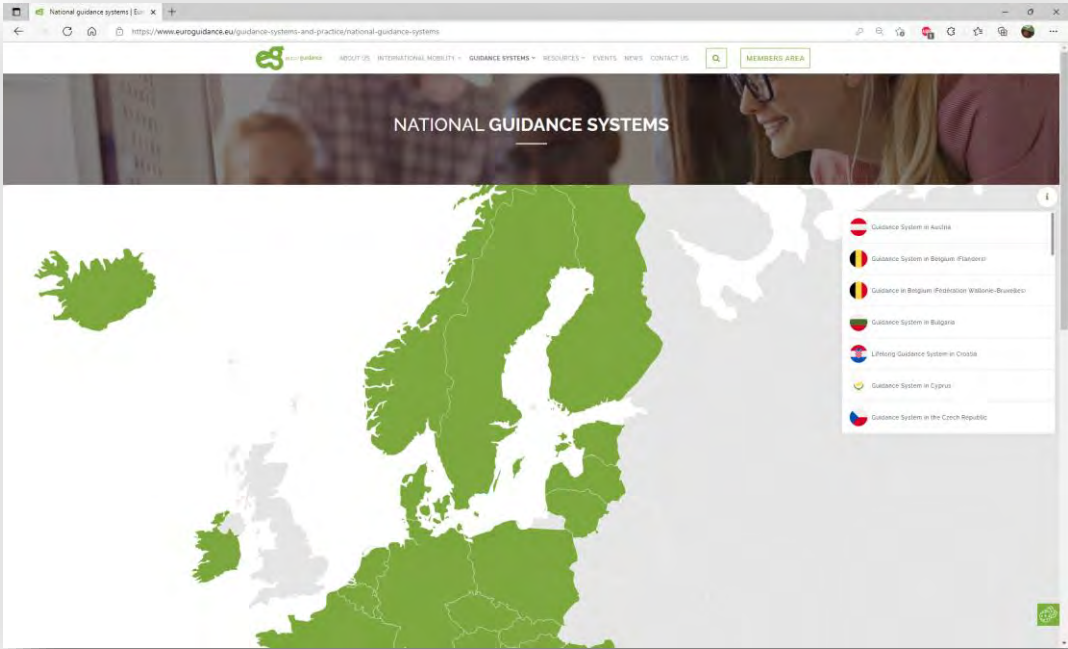 National guidance systems | Eur
https://www.euroguidance.eu/guidance-systems-and-practice/national-guidance-systems
eg euroguidance ABOUT US INTERNATIONAL MOBILITY GUIDANCE SYSTEMS RESOURCES EVENTS NEWS CONTACT US MEMBERS AREA
NATIONAL GUIDANCE SYSTEMS
i
Guidance System in Austria
Guidance System in Belgium (Flanders)
Guidance in Belgium (Fédération Wallonie-Bruxelles)
Guidance System in Bulgaria
Lifelong Guidance System in Croatia
Guidance System in Cyprus
Guidance System in the Czech Republic